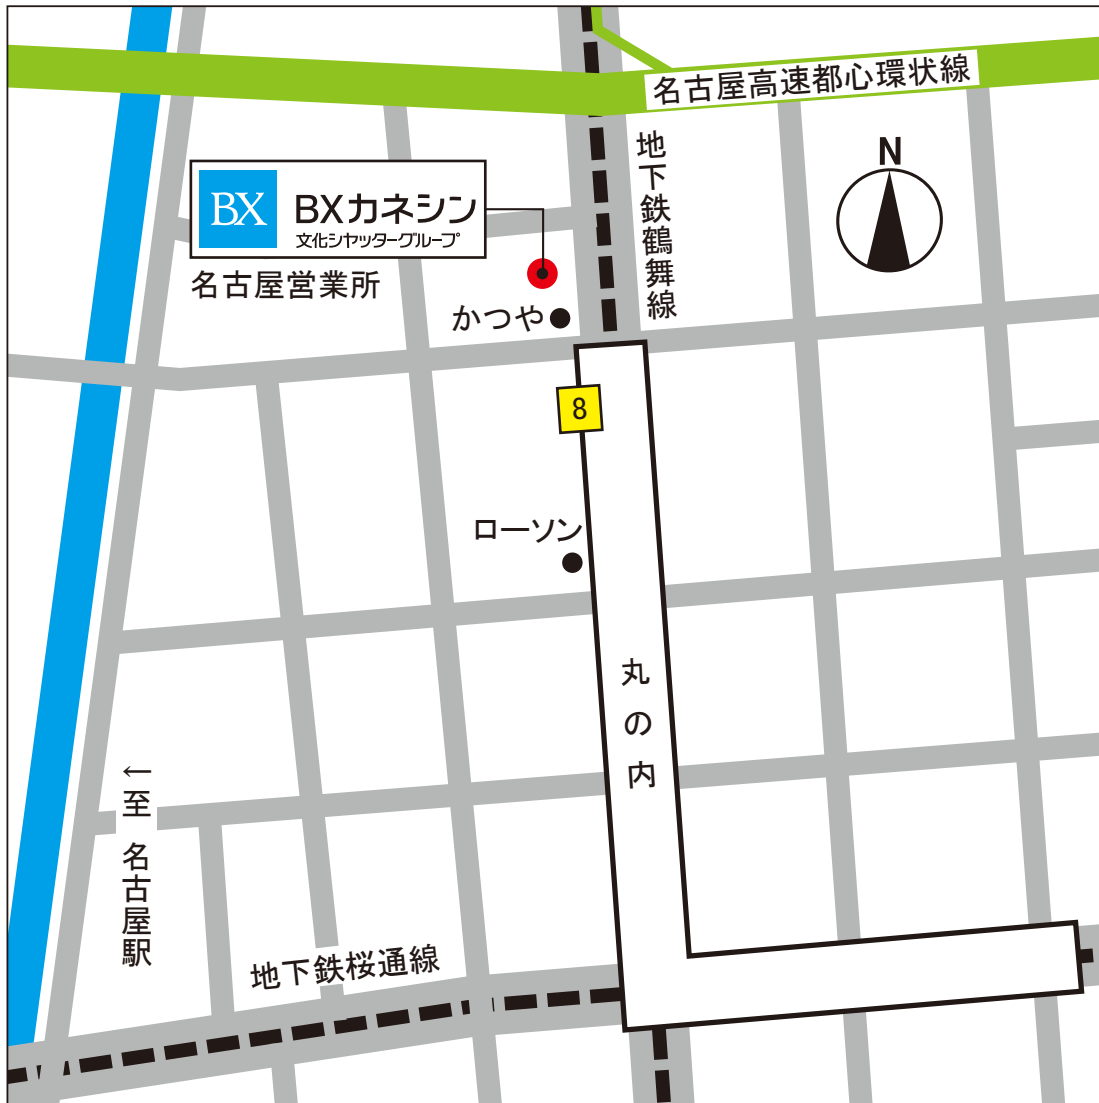 名古屋高速都心環状線
地下鉄鶴舞線
N
BX
BXカネシン
文化シヤッターグループ
名古屋営業所
かつや
8
ローソン
丸の内
←至 名古屋駅
地下鉄桜通線